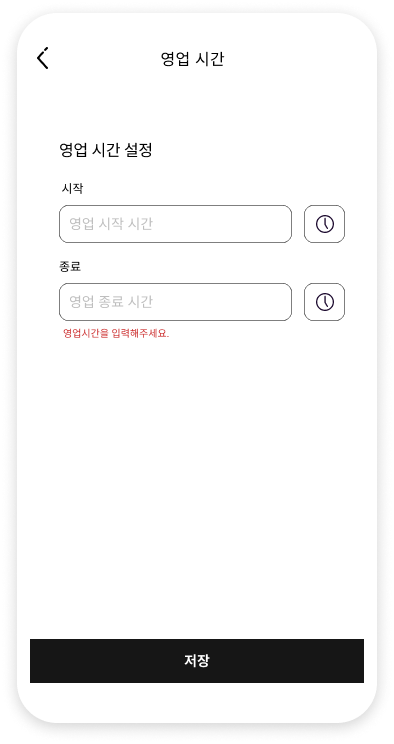 영업 시간
영업 시간 설정
시작
영업 시작 시간
종료
영업 종료 시간
영업시간을 입력해주세요.
저장